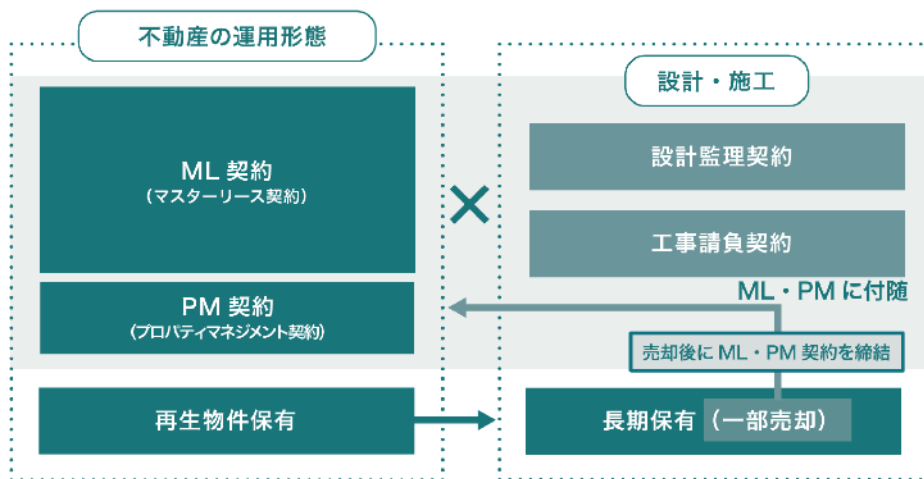 不動産の運用形態
ML 契約
（マスターリース契約）
PM 契約
（プロパティマネジメント契約）
再生物件保有
×
設計・施工
設計監理契約
工事請負契約
ML・PM に付随
売却後に ML・PM 契約を締結
長期保有（一部売却）